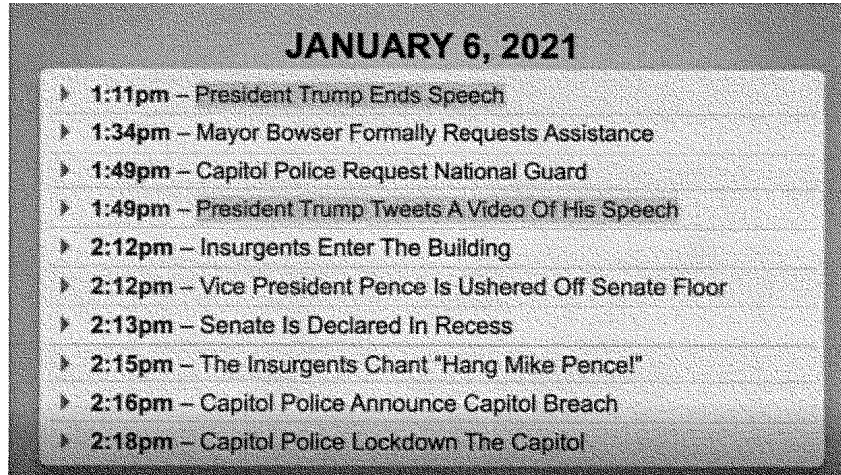 JANUARY 6, 2021
1:11pm – President Trump Ends Speech
1:34pm – Mayor Bowser Formally Requests Assistance
1:49pm – Capitol Police Request National Guard
1:49pm – President Trump Tweets A Video Of His Speech
2:12pm – Insurgents Enter The Building
2:12pm – Vice President Pence Is Ushered Off Senate Floor
2:13pm – Senate Is Declared In Recess
2:15pm – The Insurgents Chant "Hang Mike Pence!"
2:16pm – Capitol Police Announce Capitol Breach
2:18pm – Capitol Police Lockdown The Capitol